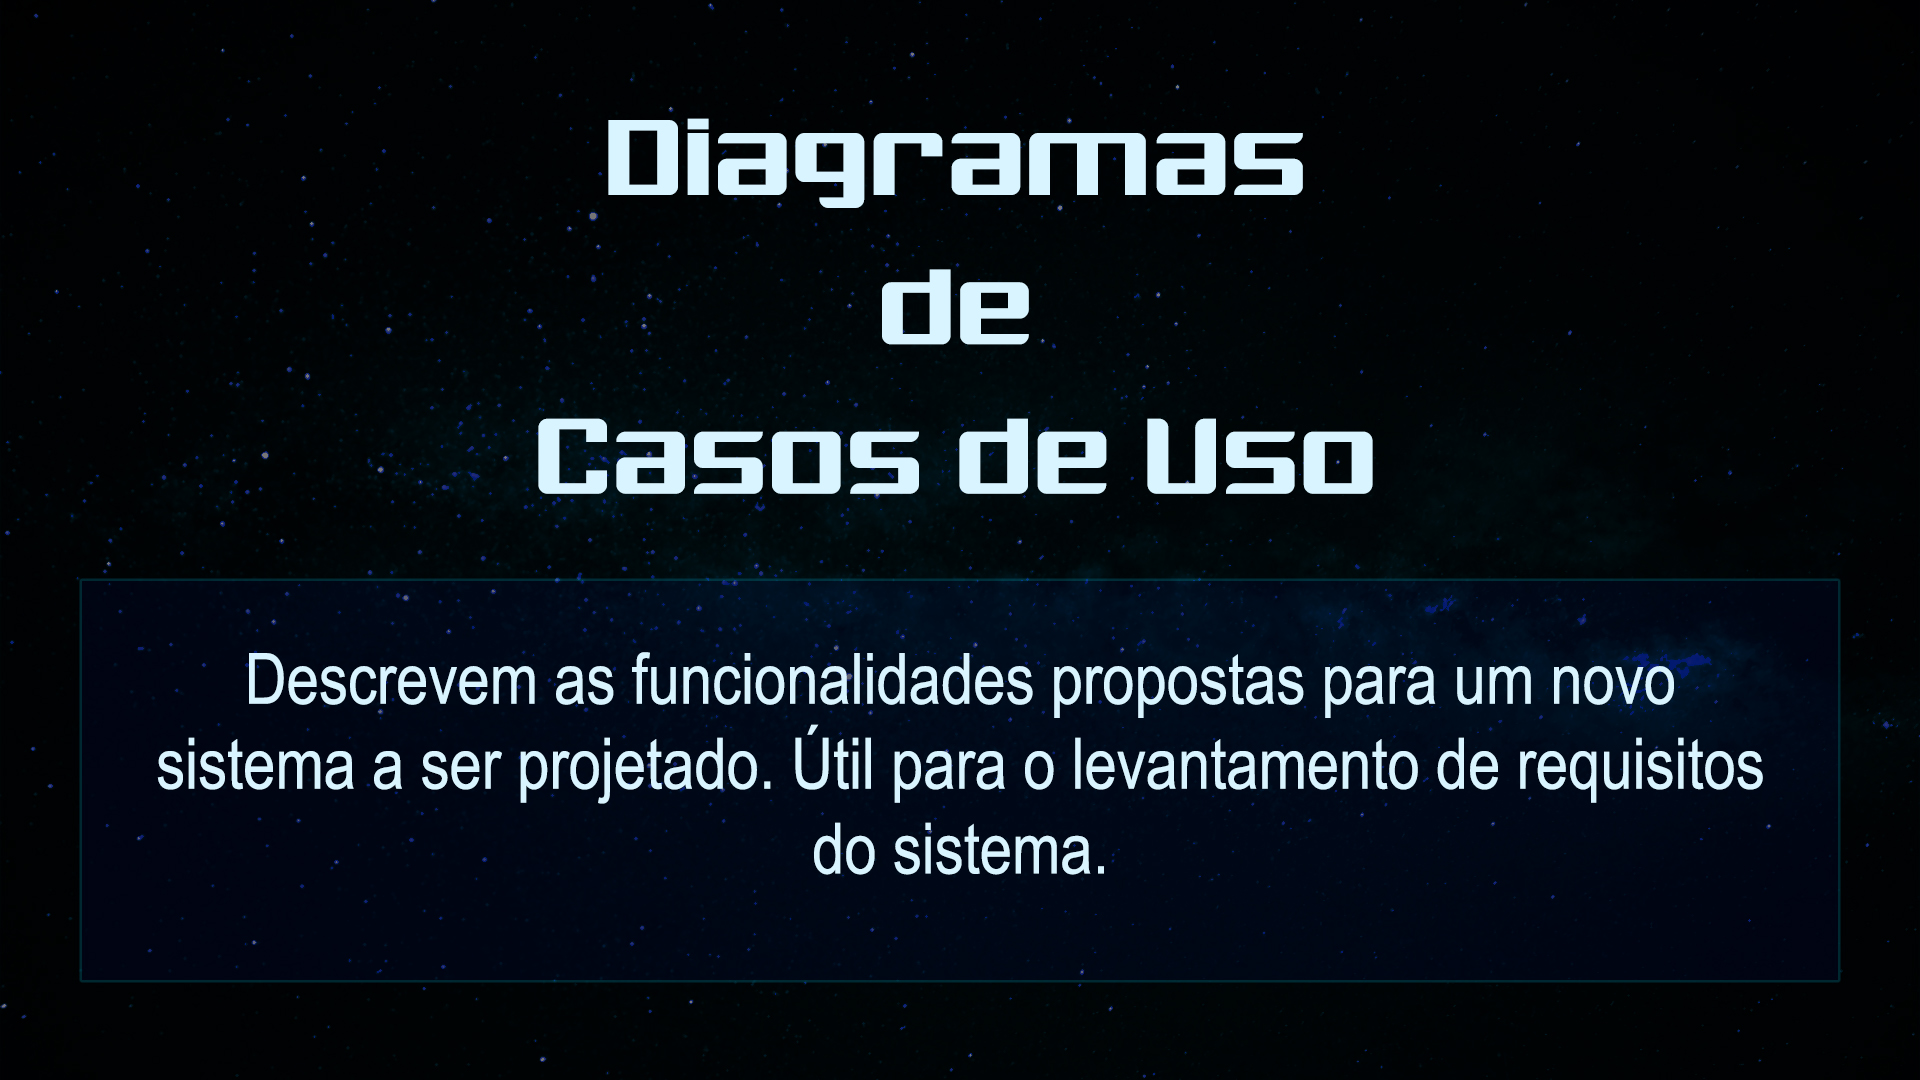 Diagramas
de
Casos de Uso
Descrevem as funcionalidades propostas para um novo
sistema a ser projetado. Útil para o levantamento de requisitos
do sistema.